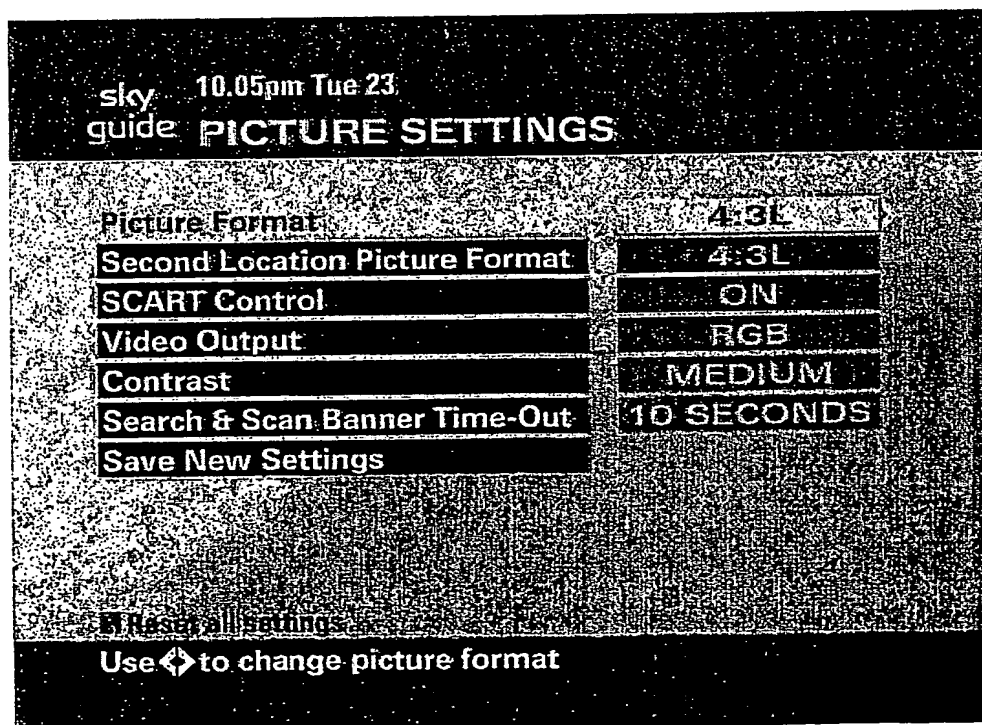 sky guide 10.05pm Tue 23
PICTURE SETTINGS
Picture Format 4:3L
Second Location Picture Format 4:3L
SCART Control ON
Video Output RGB
Contrast MEDIUM
Search & Scan Banner Time-Out 10 SECONDS
Save New Settings
Reset all settings
Use to change picture format